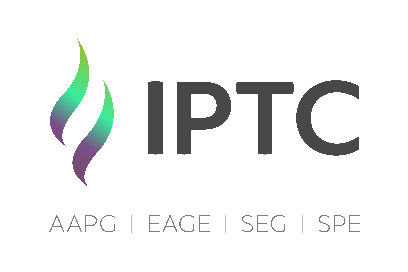 IPTC
AAPG | EAGE | SEG | SPE